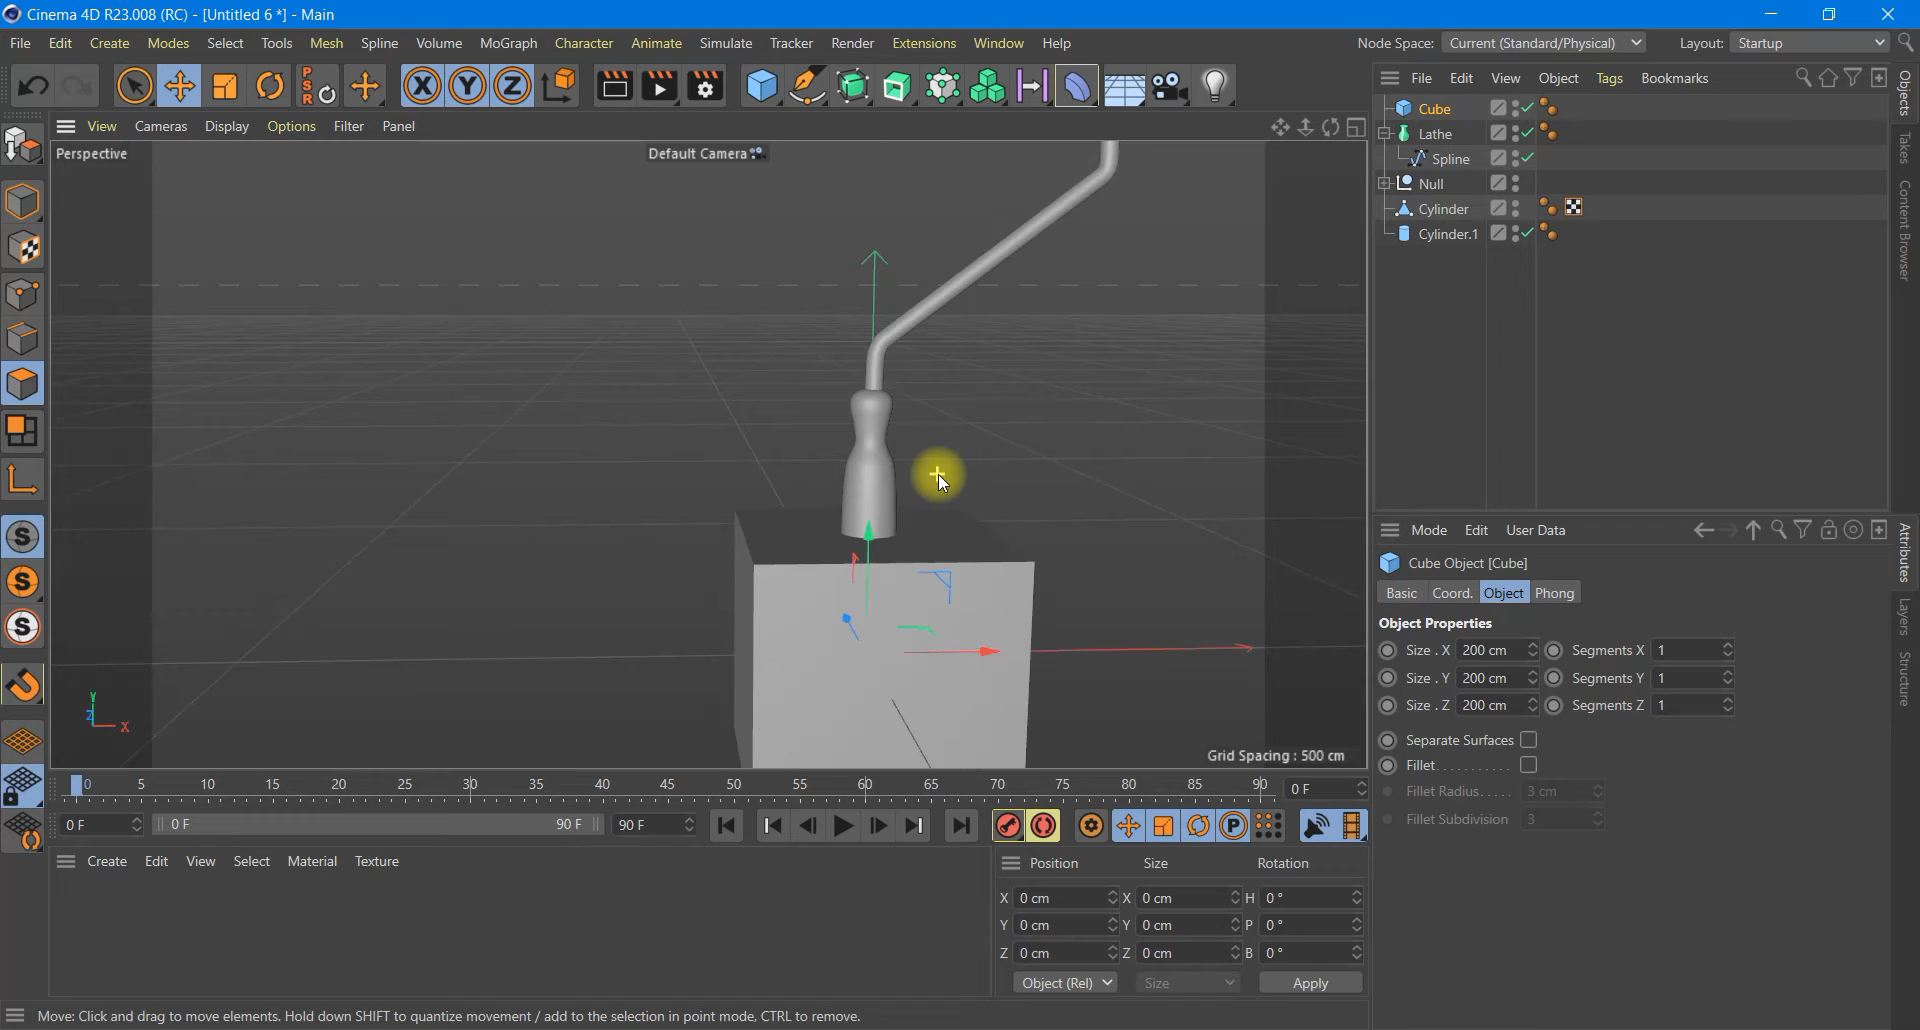 Cinema 4D R23.008 (RC) - [Untitled 6 *] - Main
File Edit Create Modes Select Tools Mesh Spline Volume MoGraph Character Animate Simulate Tracker Render Extensions Window Help
Node Space: Current (Standard/Physical) Layout: Startup
PSR X Y Z
File Edit View Object Tags Bookmarks
View Cameras Display Options Filter Panel
Perspective
Default Camera
Cube
Lathe
Spline
Null
Cylinder
Cylinder.1
Objects
Takes
Content Browser
Y
Z
X
Grid Spacing : 500 cm
S
S
S
Mode Edit User Data
Cube Object [Cube]
Basic Coord. Object Phong
Object Properties
Size . X 200 cm Segments X 1
Size . Y 200 cm Segments Y 1
Size . Z 200 cm Segments Z 1
Separate Surfaces
Fillet
Fillet Radius 3 cm
Fillet Subdivision 3
Attributes
Layers
Structure
0 5 10 15 20 25 30 35 40 45 50 55 60 65 70 75 80 85 90 0 F
0 F 0 F 90 F 90 F P
Create Edit View Select Material Texture
Position Size Rotation
X 0 cm X 0 cm H 0 °
Y 0 cm Y 0 cm P 0 °
Z 0 cm Z 0 cm B 0 °
Object (Rel) Size Apply
Move: Click and drag to move elements. Hold down SHIFT to quantize movement / add to the selection in point mode, CTRL to remove.